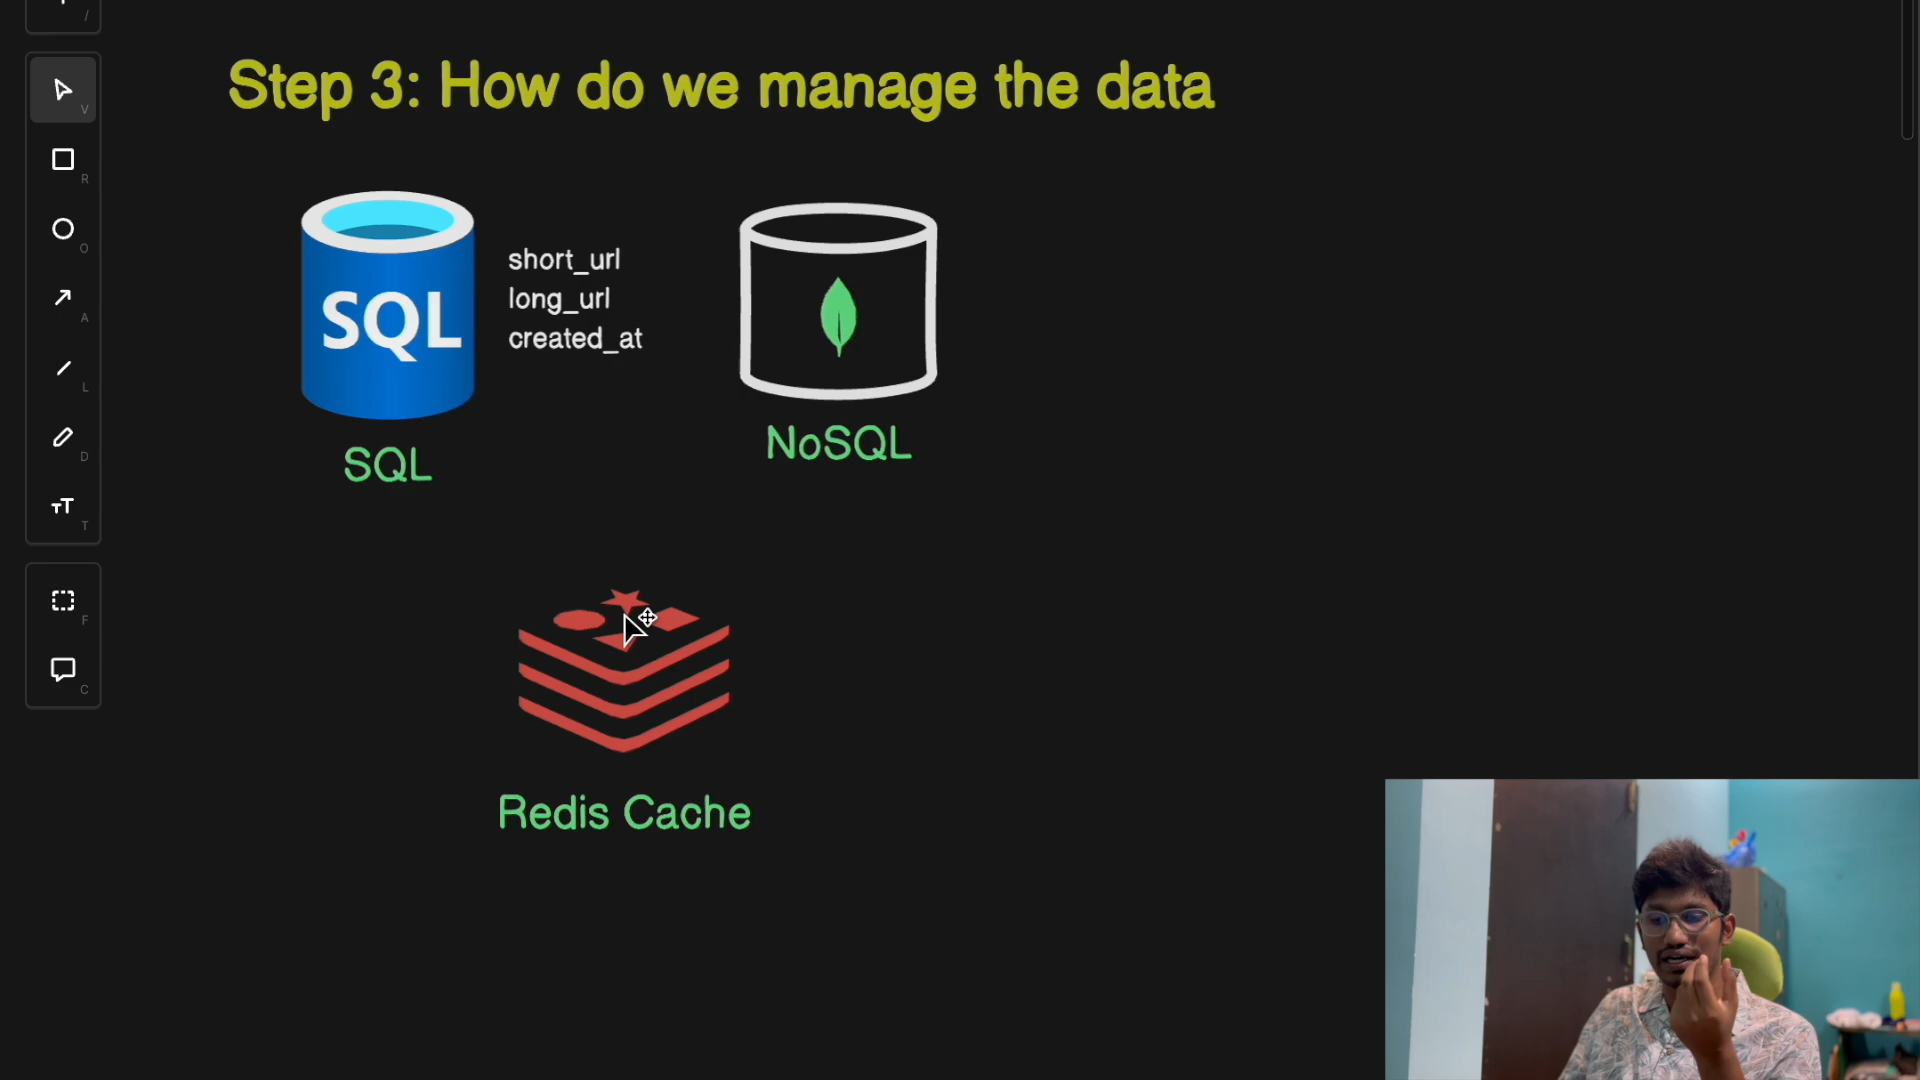 /
Step 3: How do we manage the data
V
R
O
A
L
D
T
F
C
SQL
short_url
long_url
created_at
SQL
NoSQL
Redis Cache